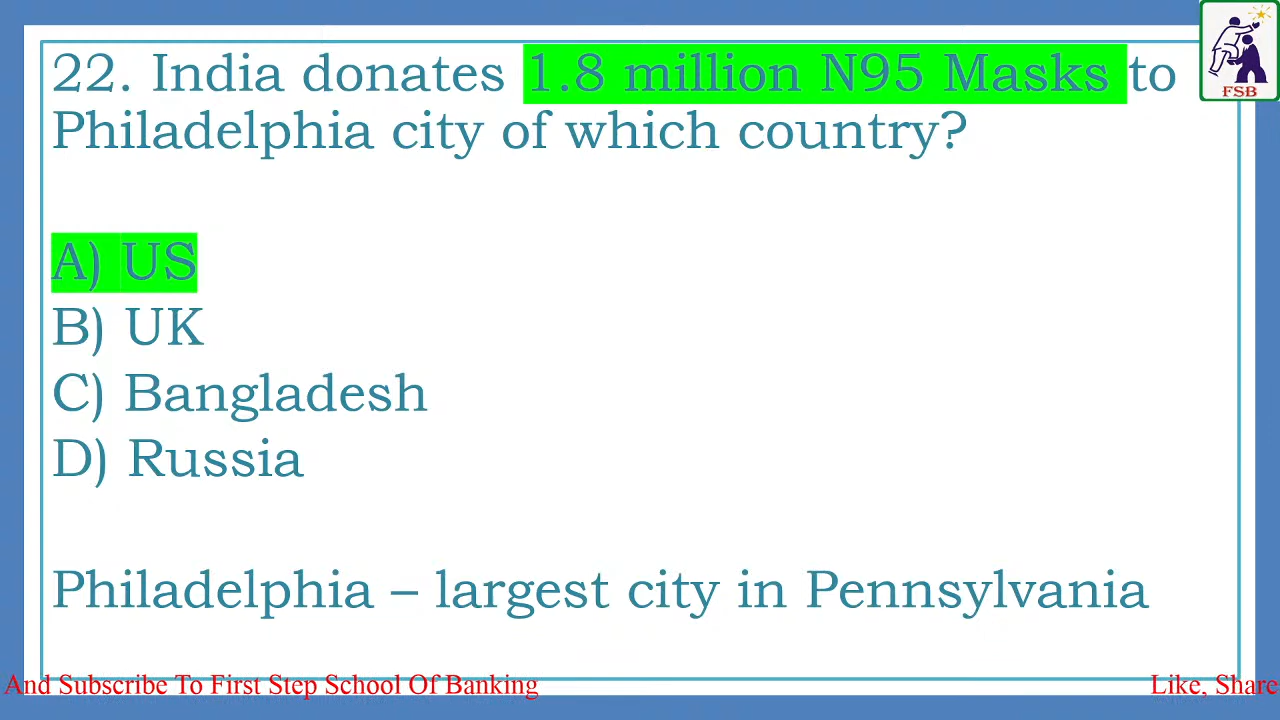 22. India donates 1.8 million N95 Masks to
Philadelphia city of which country?
A) US
B) UK
C) Bangladesh
D) Russia
Philadelphia – largest city in Pennsylvania
And Subscribe To First Step School Of Banking
Like, Share
FSB